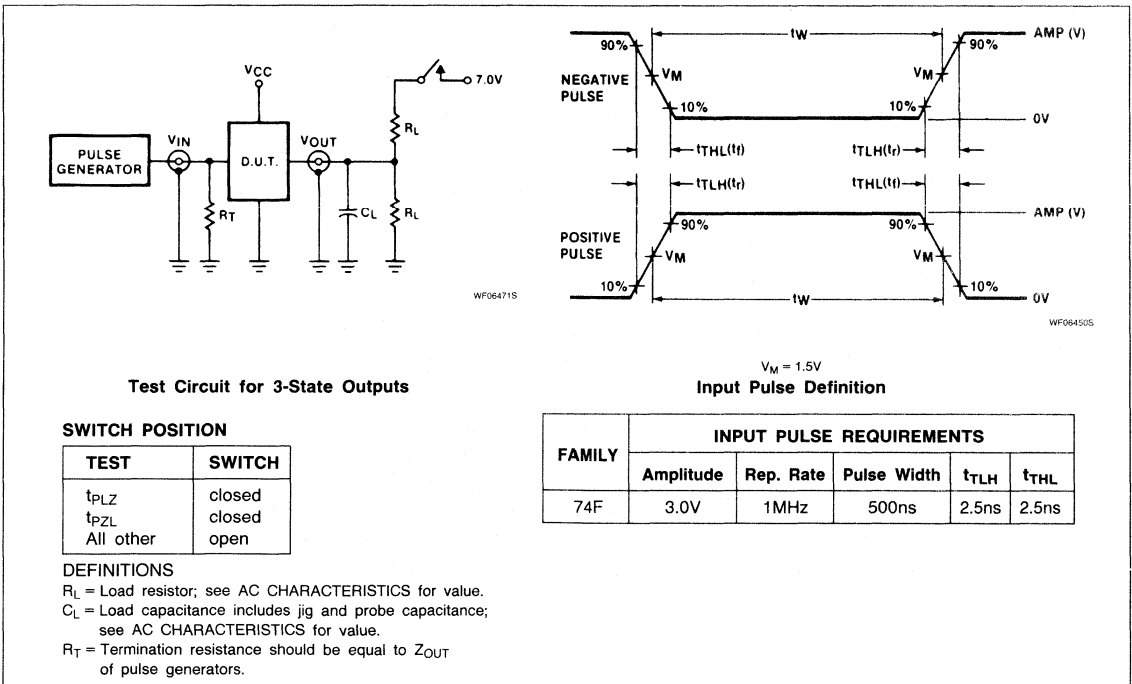 VCC
7.0V
RL
PULSE GENERATOR
VIN
D.U.T.
VOUT
RT
CL
RL
WF06471S
Test Circuit for 3-State Outputs
tW
AMP (V)
90%
90%
NEGATIVE PULSE
VM
VM
10%
10%
0V
tTHL(tf)
tTLH(tr)
tTLH(tr)
tTHL(tf)
AMP (V)
90%
90%
POSITIVE PULSE
VM
VM
10%
10%
tW
0V
WF06450S
VM = 1.5V
Input Pulse Definition
SWITCH POSITION
TEST SWITCH
tPLZ closed
tPZL closed
All other open
FAMILY INPUT PULSE REQUIREMENTS
Amplitude Rep. Rate Pulse Width tTLH tTHL
74F 3.0V 1MHz 500ns 2.5ns 2.5ns
DEFINITIONS
RL = Load resistor; see AC CHARACTERISTICS for value.
CL = Load capacitance includes jig and probe capacitance;
see AC CHARACTERISTICS for value.
RT = Termination resistance should be equal to ZOUT
of pulse generators.